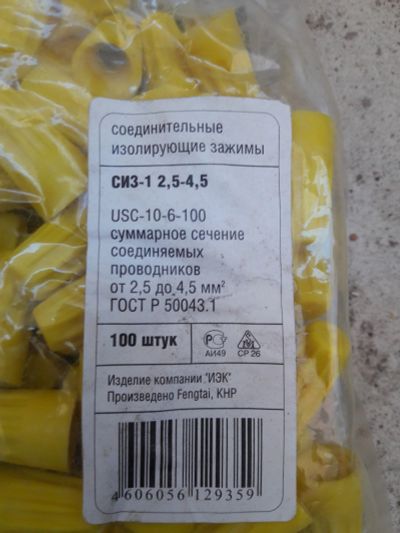 соединительные
изолирующие зажимы
СИЗ-1 2,5-4,5
USC-10-6-100
суммарное сечение
соединяемых
проводников
от 2,5 до 4,5 мм²
ГОСТ Р 50043.1
100 штук
АИ49
СР 26
Изделие компании "ИЭК"
Произведено Fengtai, КНР
4 606056 129359